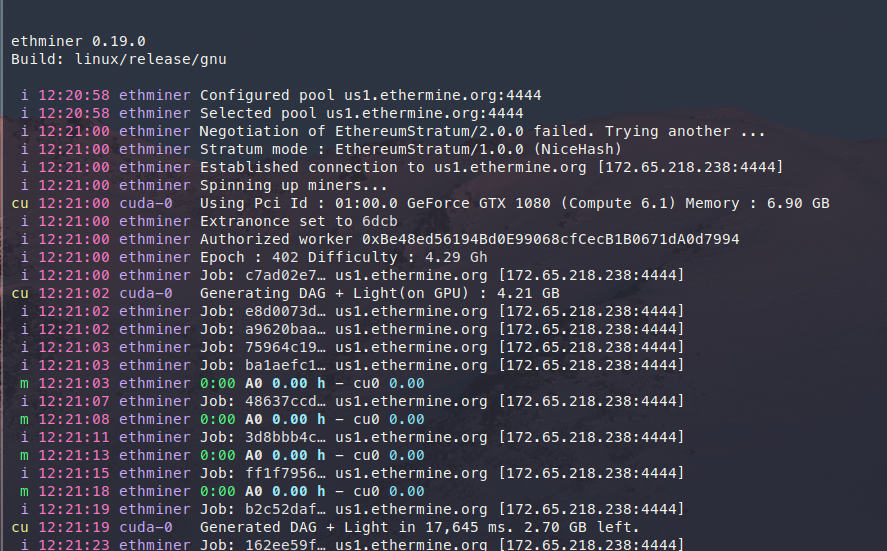 ethminer 0.19.0
Build: linux/release/gnu
i 12:20:58 ethminer Configured pool us1.ethermine.org:4444
i 12:20:58 ethminer Selected pool us1.ethermine.org:4444
i 12:21:00 ethminer Negotiation of EthereumStratum/2.0.0 failed. Trying another ...
i 12:21:00 ethminer Stratum mode : EthereumStratum/1.0.0 (NiceHash)
i 12:21:00 ethminer Established connection to us1.ethermine.org [172.65.218.238:4444]
i 12:21:00 ethminer Spinning up miners...
cu 12:21:00 cuda-0 Using Pci Id : 01:00.0 GeForce GTX 1080 (Compute 6.1) Memory : 6.90 GB
i 12:21:00 ethminer Extranonce set to 6dcb
i 12:21:00 ethminer Authorized worker 0xBe48ed56194Bd0E99068cfCecB1B0671dA0d7994
i 12:21:00 ethminer Epoch : 402 Difficulty : 4.29 Gh
i 12:21:00 ethminer Job: c7ad02e7… us1.ethermine.org [172.65.218.238:4444]
cu 12:21:02 cuda-0 Generating DAG + Light(on GPU) : 4.21 GB
i 12:21:02 ethminer Job: e8d0073d… us1.ethermine.org [172.65.218.238:4444]
i 12:21:02 ethminer Job: a9620baa… us1.ethermine.org [172.65.218.238:4444]
i 12:21:03 ethminer Job: 75964c19… us1.ethermine.org [172.65.218.238:4444]
i 12:21:03 ethminer Job: ba1aefc1… us1.ethermine.org [172.65.218.238:4444]
m 12:21:03 ethminer 0:00 A0 0.00 h - cu0 0.00
i 12:21:07 ethminer Job: 48637ccd… us1.ethermine.org [172.65.218.238:4444]
m 12:21:08 ethminer 0:00 A0 0.00 h - cu0 0.00
i 12:21:11 ethminer Job: 3d8bbb4c… us1.ethermine.org [172.65.218.238:4444]
m 12:21:13 ethminer 0:00 A0 0.00 h - cu0 0.00
i 12:21:15 ethminer Job: ff1f7956… us1.ethermine.org [172.65.218.238:4444]
m 12:21:18 ethminer 0:00 A0 0.00 h - cu0 0.00
i 12:21:19 ethminer Job: b2c52daf… us1.ethermine.org [172.65.218.238:4444]
cu 12:21:19 cuda-0 Generated DAG + Light in 17,645 ms. 2.70 GB left.
i 12:21:23 ethminer Job: 162ee59f… us1.ethermine.org [172.65.218.238:4444]